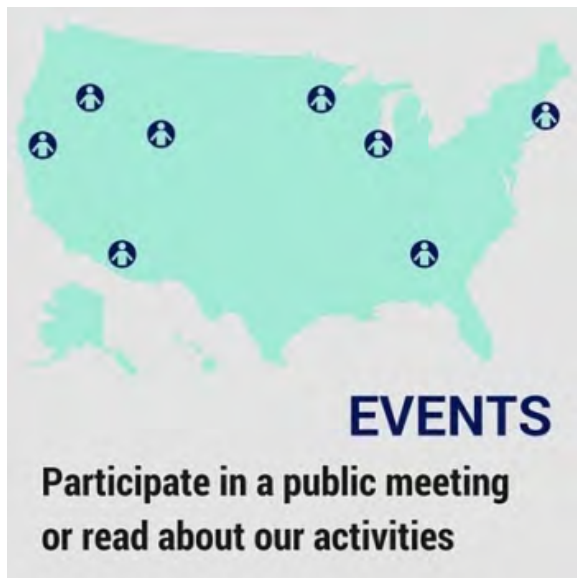 EVENTS
Participate in a public meeting
or read about our activities